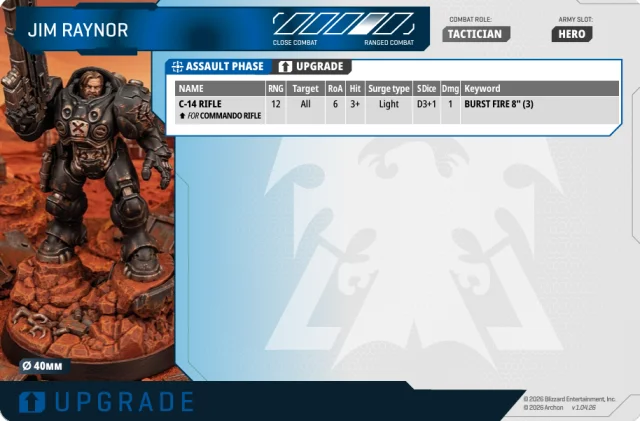 JIM RAYNOR
CLOSE COMBAT RANGED COMBAT
COMBAT ROLE:
TACTICIAN
ARMY SLOT:
HERO
ASSAULT PHASE UPGRADE
NAME RNG Target RoA Hit Surge type SDice Dmg Keyword
C-14 RIFLE 12 All 6 3+ Light D3+1 1 BURST FIRE 8" (3)
FOR COMMANDO RIFLE
Ø 40MM
UPGRADE
© 2026 Blizzard Entertainment, Inc.
© 2026 Archon v 1.04.26